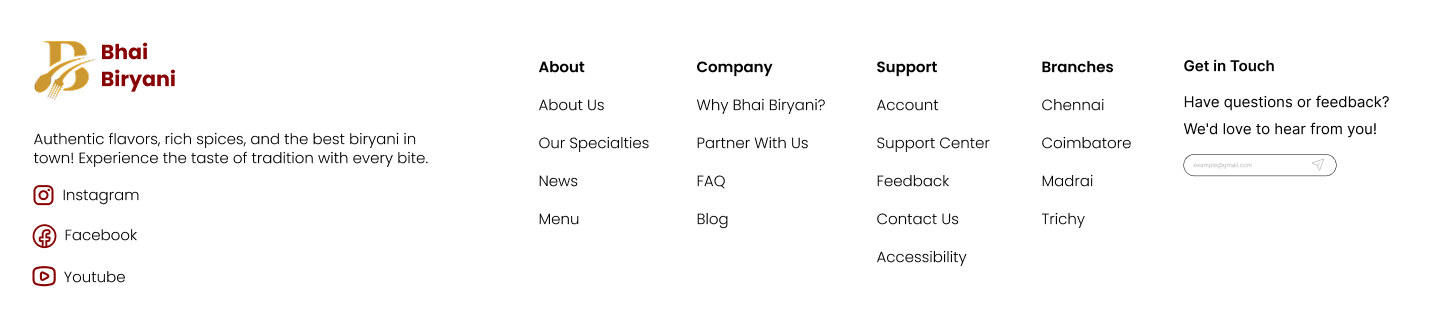 Bhai
Biryani
Authentic flavors, rich spices, and the best biryani in
town! Experience the taste of tradition with every bite.
Instagram
Facebook
Youtube
About
About Us
Our Specialties
News
Menu
Company
Why Bhai Biryani?
Partner With Us
FAQ
Blog
Support
Account
Support Center
Feedback
Contact Us
Accessibility
Branches
Chennai
Coimbatore
Madrai
Trichy
Get in Touch
Have questions or feedback?
We'd love to hear from you!
example@gmail.com